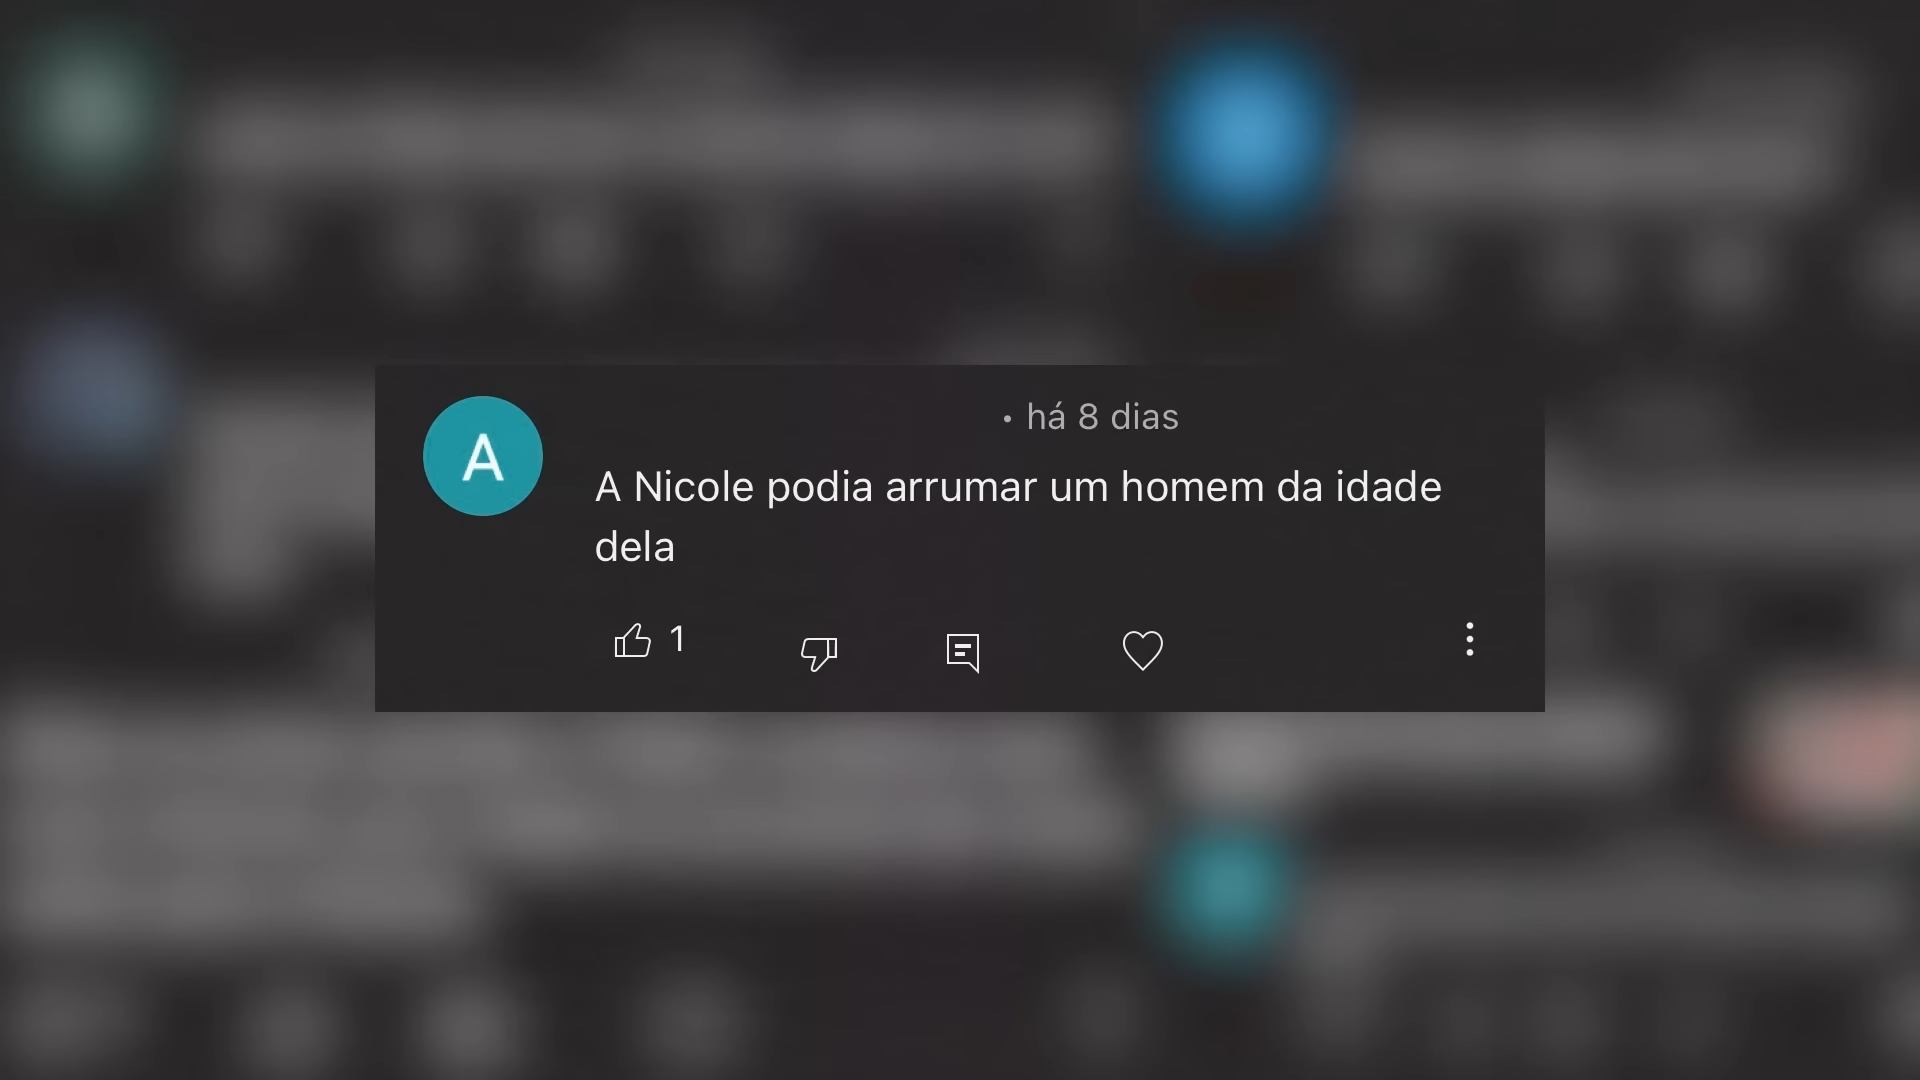 A
• há 8 dias
A Nicole podia arrumar um homem da idade
dela
1